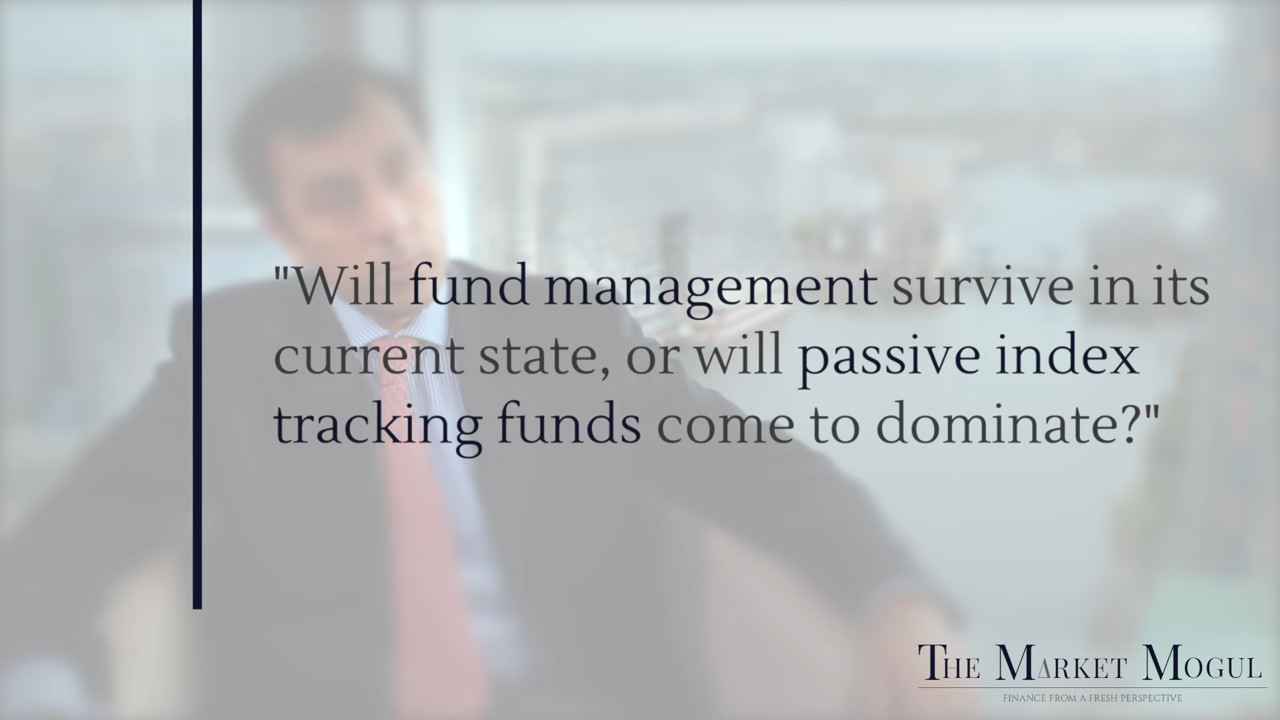 "Will fund management survive in its
current state, or will passive index
tracking funds come to dominate?"
THE MARKET MOGUL
FINANCE FROM A FRESH PERSPECTIVE